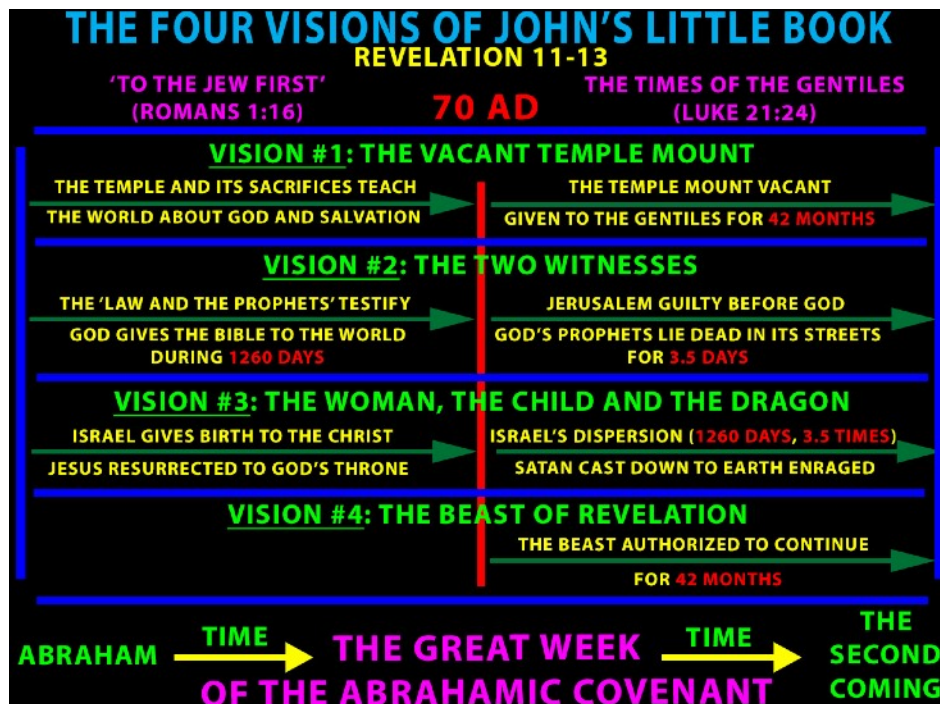 THE FOUR VISIONS OF JOHN'S LITTLE BOOK
REVELATION 11-13
'TO THE JEW FIRST'
(ROMANS 1:16)
70 AD
THE TIMES OF THE GENTILES
(LUKE 21:24)
VISION #1: THE VACANT TEMPLE MOUNT
THE TEMPLE AND ITS SACRIFICES TEACH
THE WORLD ABOUT GOD AND SALVATION
THE TEMPLE MOUNT VACANT
GIVEN TO THE GENTILES FOR 42 MONTHS
VISION #2: THE TWO WITNESSES
THE 'LAW AND THE PROPHETS' TESTIFY
GOD GIVES THE BIBLE TO THE WORLD
DURING 1260 DAYS
JERUSALEM GUILTY BEFORE GOD
GOD'S PROPHETS LIE DEAD IN ITS STREETS
FOR 3.5 DAYS
VISION #3: THE WOMAN, THE CHILD AND THE DRAGON
ISRAEL GIVES BIRTH TO THE CHRIST
JESUS RESURRECTED TO GOD'S THRONE
ISRAEL'S DISPERSION (1260 DAYS, 3.5 TIMES)
SATAN CAST DOWN TO EARTH ENRAGED
VISION #4: THE BEAST OF REVELATION
THE BEAST AUTHORIZED TO CONTINUE
FOR 42 MONTHS
ABRAHAM
TIME
THE GREAT WEEK
OF THE ABRAHAMIC COVENANT
TIME
THE
SECOND
COMING